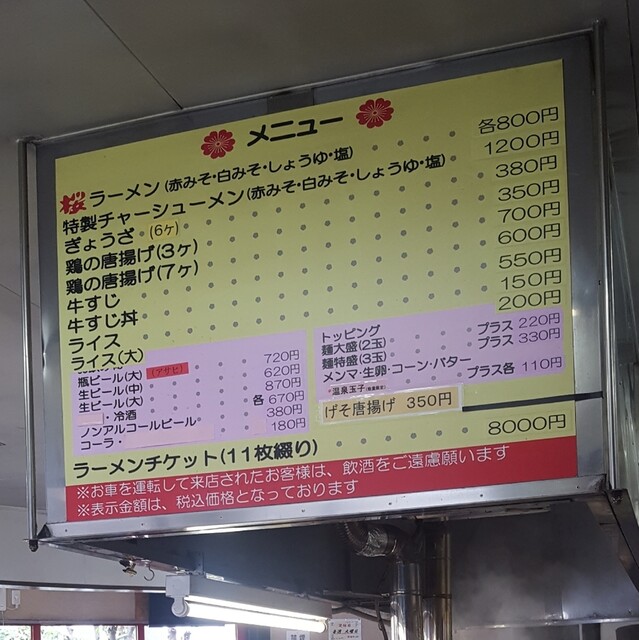 メニュー
桜ラーメン(赤みそ・白みそ・しょうゆ・塩) 各800円
特製チャーシューメン(赤みそ・白みそ・しょうゆ・塩) 1200円
ぎょうざ (6ケ) 380円
鶏の唐揚げ(3ケ) 350円
鶏の唐揚げ(7ケ) 700円
牛すじ 600円
牛すじ丼 550円
ライス 150円
ライス(大) 200円
瓶ビール(大) (アサヒ) 720円
生ビール(中) 620円
生ビール(大) 870円
・冷酒 各670円
ノンアルコールビール 380円
コーラ・ 180円
トッピング
麺大盛(2玉) プラス 220円
麺特盛(3玉) プラス 330円
メンマ・生卵・コーン・バター プラス各 110円
・温泉玉子
げそ唐揚げ 350円
ラーメンチケット(11枚綴り) 8000円
※お車を運転して来店されたお客様は、飲酒をご遠慮願います
※表示金額は、税込価格となっております